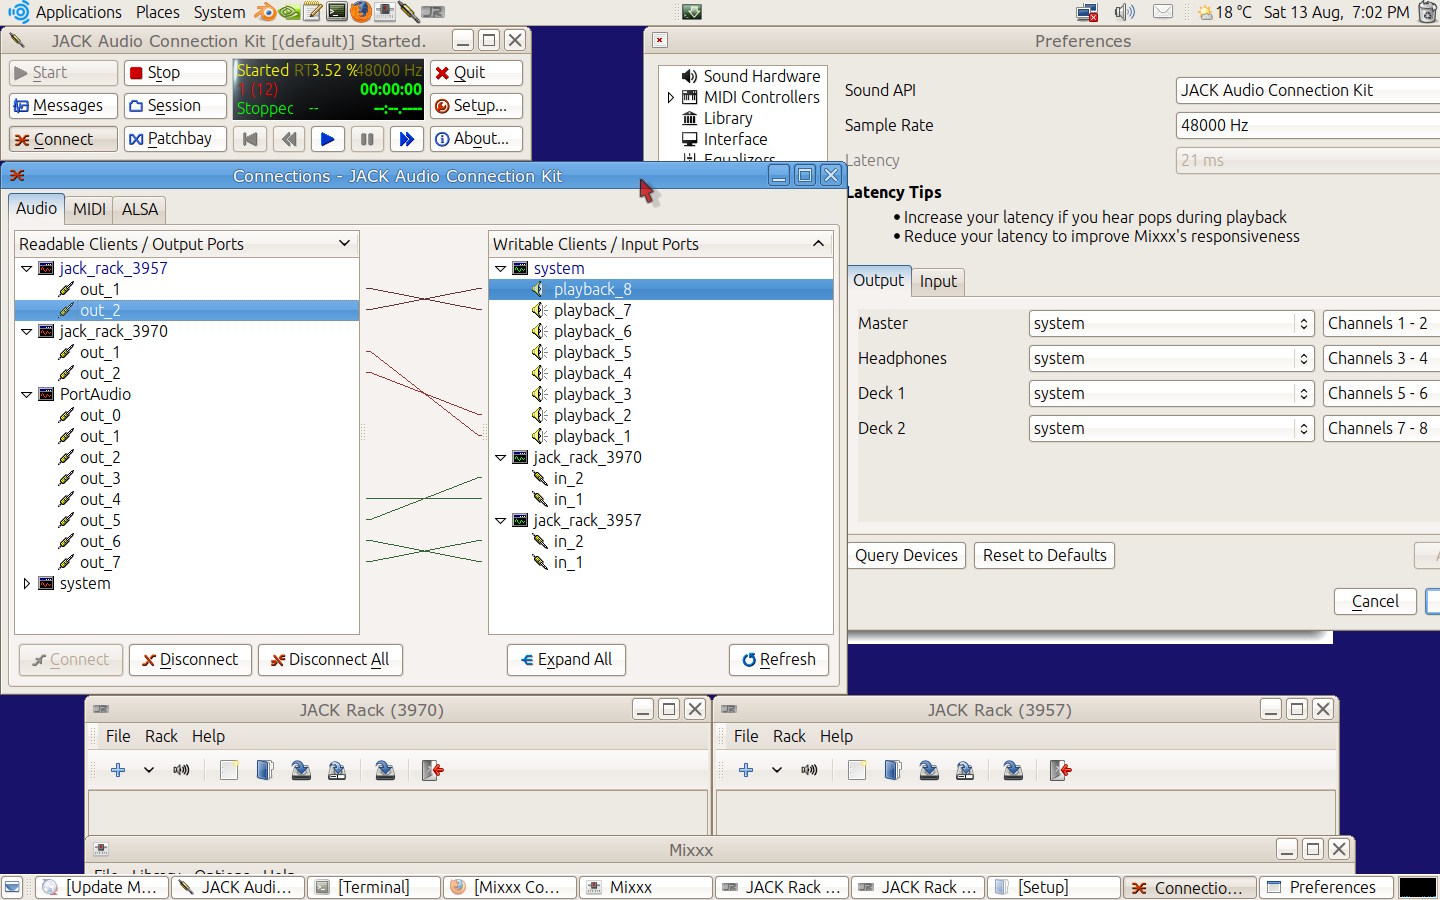 Applications Places System 18 °C Sat 13 Aug, 7:02 PM
JACK Audio Connection Kit [(default)] Started.
Start Stop Quit
Messages Session Setup...
Connect Patchbay About...
Started RT 3.52 % 48000 Hz
1 (12) 00:00:00
Stopped -- --:--.----
Preferences
Sound Hardware
MIDI Controllers
Library
Interface
Equalizers
Sound API JACK Audio Connection Kit
Sample Rate 48000 Hz
Latency 21 ms
Latency Tips
• Increase your latency if you hear pops during playback
• Reduce your latency to improve Mixxx's responsiveness
Output Input
Master system Channels 1 - 2
Headphones system Channels 3 - 4
Deck 1 system Channels 5 - 6
Deck 2 system Channels 7 - 8
Query Devices Reset to Defaults
Cancel
Connections - JACK Audio Connection Kit
Audio MIDI ALSA
Readable Clients / Output Ports
jack_rack_3957
out_1
out_2
jack_rack_3970
out_1
out_2
PortAudio
out_0
out_1
out_2
out_3
out_4
out_5
out_6
out_7
system
Writable Clients / Input Ports
system
playback_8
playback_7
playback_6
playback_5
playback_4
playback_3
playback_2
playback_1
jack_rack_3970
in_2
in_1
jack_rack_3957
in_2
in_1
Connect Disconnect Disconnect All Expand All Refresh
JACK Rack (3970)
File Rack Help
JACK Rack (3957)
File Rack Help
Mixxx
File Library Options Help
[Update M... JACK Audi... [Terminal] [Mixxx Co... Mixxx JACK Rack ... JACK Rack ... [Setup] Connectio... Preferences